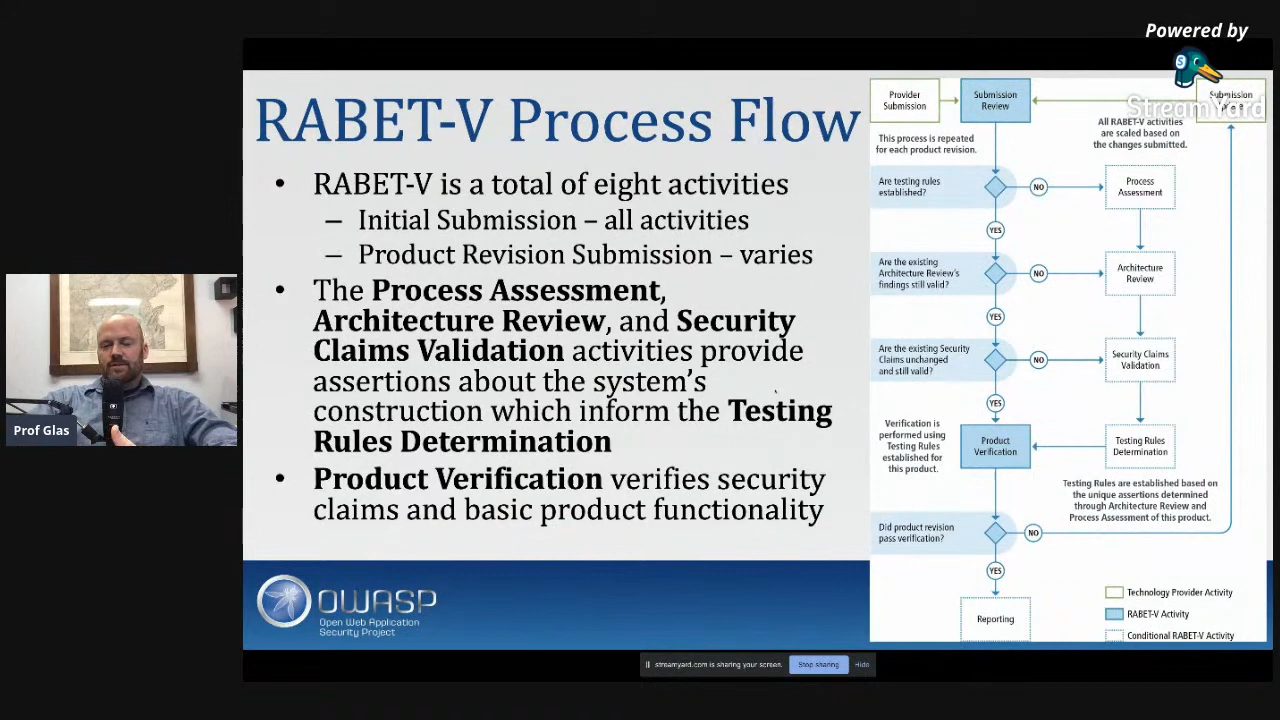 Powered by
StreamYard
RABET-V Process Flow
• RABET-V is a total of eight activities
– Initial Submission – all activities
– Product Revision Submission – varies
• The Process Assessment,
Architecture Review, and Security
Claims Validation activities provide
assertions about the system's
construction which inform the Testing
Rules Determination
• Product Verification verifies security
claims and basic product functionality
Prof Glas
OWASP
Open Web Application
Security Project
Provider
Submission
Submission
Review
Submission
This process is repeated
for each product revision.
All RABET-V activities
are scaled based on
the changes submitted.
Are testing rules
established?
NO
Process
Assessment
YES
Are the existing
Architecture Review's
findings still valid?
NO
Architecture
Review
YES
Are the existing Security
Claims unchanged
and still valid?
NO
Security Claims
Validation
YES
Verification is
performed using
Testing Rules
established for
this product.
Product
Verification
Testing Rules
Determination
Testing Rules are established based on
the unique assertions determined
through Architecture Review and
Process Assessment of this product.
Did product revision
pass verification?
NO
YES
Reporting
Technology Provider Activity
RABET-V Activity
Conditional RABET-V Activity
streamyard.com is sharing your screen.
Stop sharing
Hide